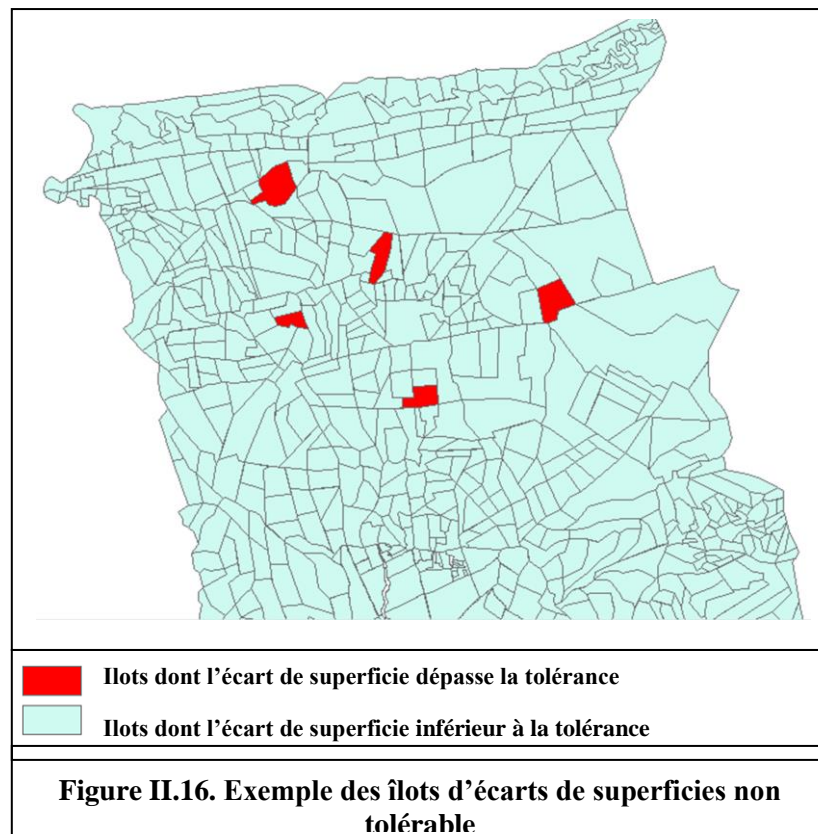 Ilots dont l’écart de superficie dépasse la tolérance
Ilots dont l’écart de superficie inférieur à la tolérance
Figure II.16. Exemple des îlots d’écarts de superficies non
tolérable